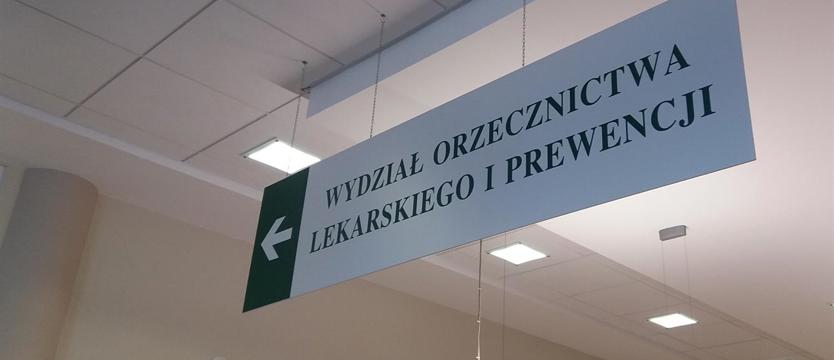 WYDZIAŁ ORZECZNICTWA
LEKARSKIEGO I PREWENCJI